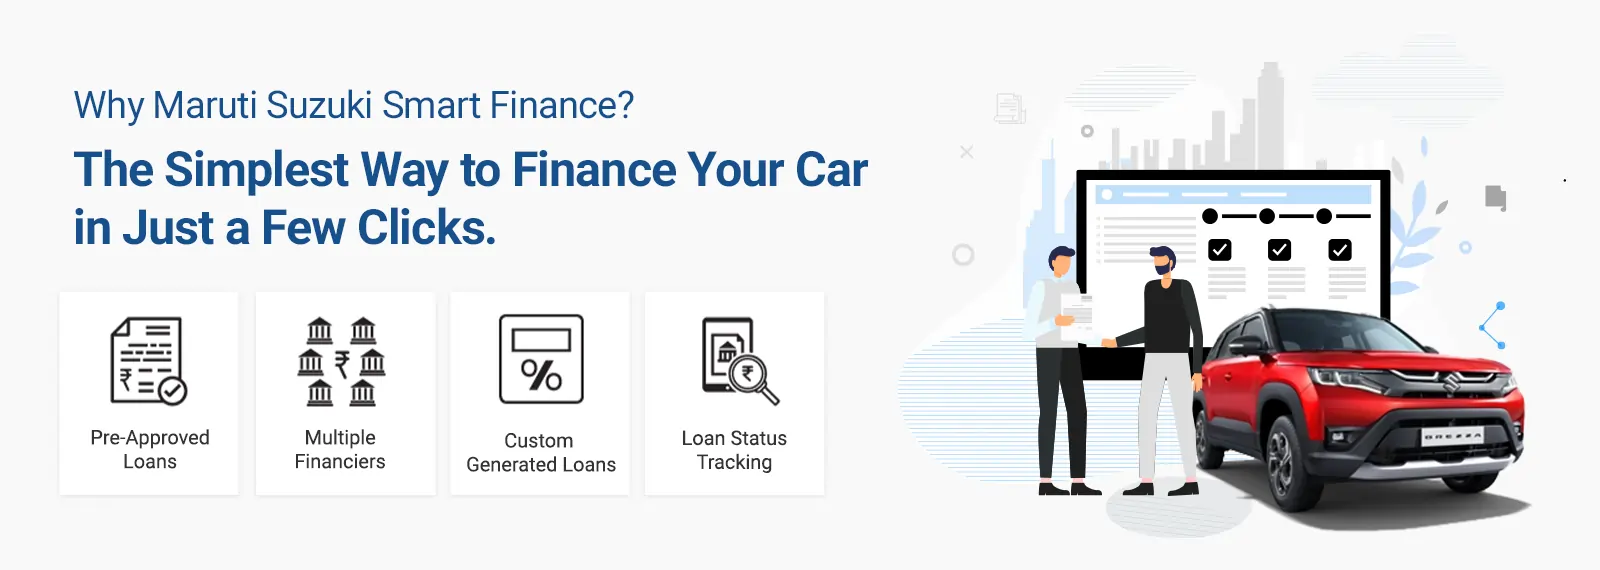 Why Maruti Suzuki Smart Finance?
The Simplest Way to Finance Your Car
in Just a Few Clicks.
Pre-Approved
Loans
Multiple
Financiers
Custom
Generated Loans
Loan Status
Tracking
BREZZA